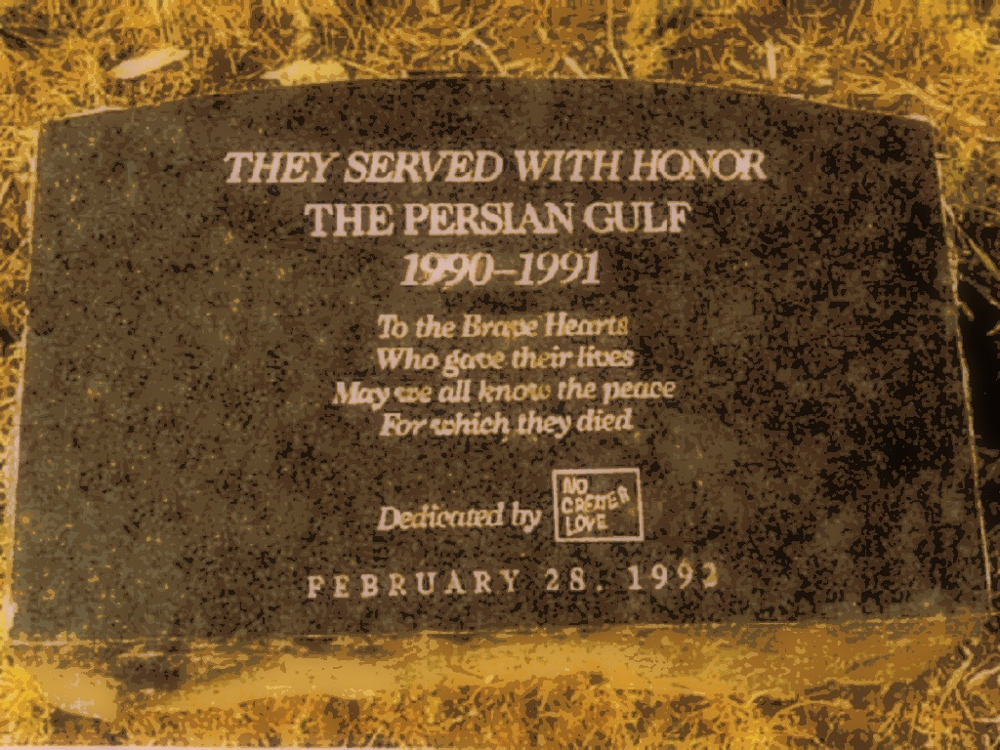 THEY SERVED WITH HONOR
THE PERSIAN GULF
1990–1991
To the Brave Hearts
Who gave their lives
May we all know the peace
For which they died
Dedicated by
NO
GREATER
LOVE
FEBRUARY 28. 1992